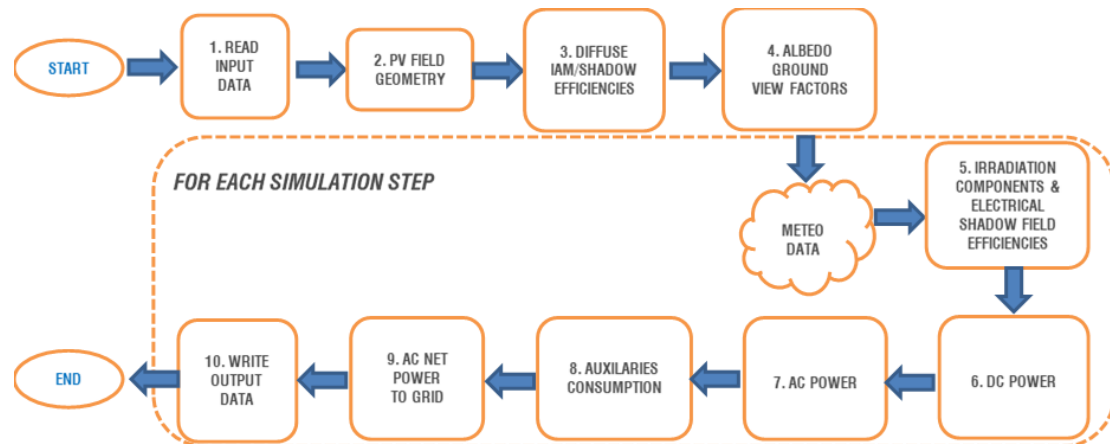 START
1. READ
INPUT
DATA
2. PV FIELD
GEOMETRY
3. DIFFUSE
IAM/SHADOW
EFFICIENCIES
4. ALBEDO
GROUND
VIEW FACTORS
FOR EACH SIMULATION STEP
METEO
DATA
5. IRRADIATION
COMPONENTS &
ELECTRICAL
SHADOW FIELD
EFFICIENCIES
6. DC POWER
7. AC POWER
8. AUXILARIES
CONSUMPTION
9. AC NET
POWER
TO GRID
10. WRITE
OUTPUT
DATA
END